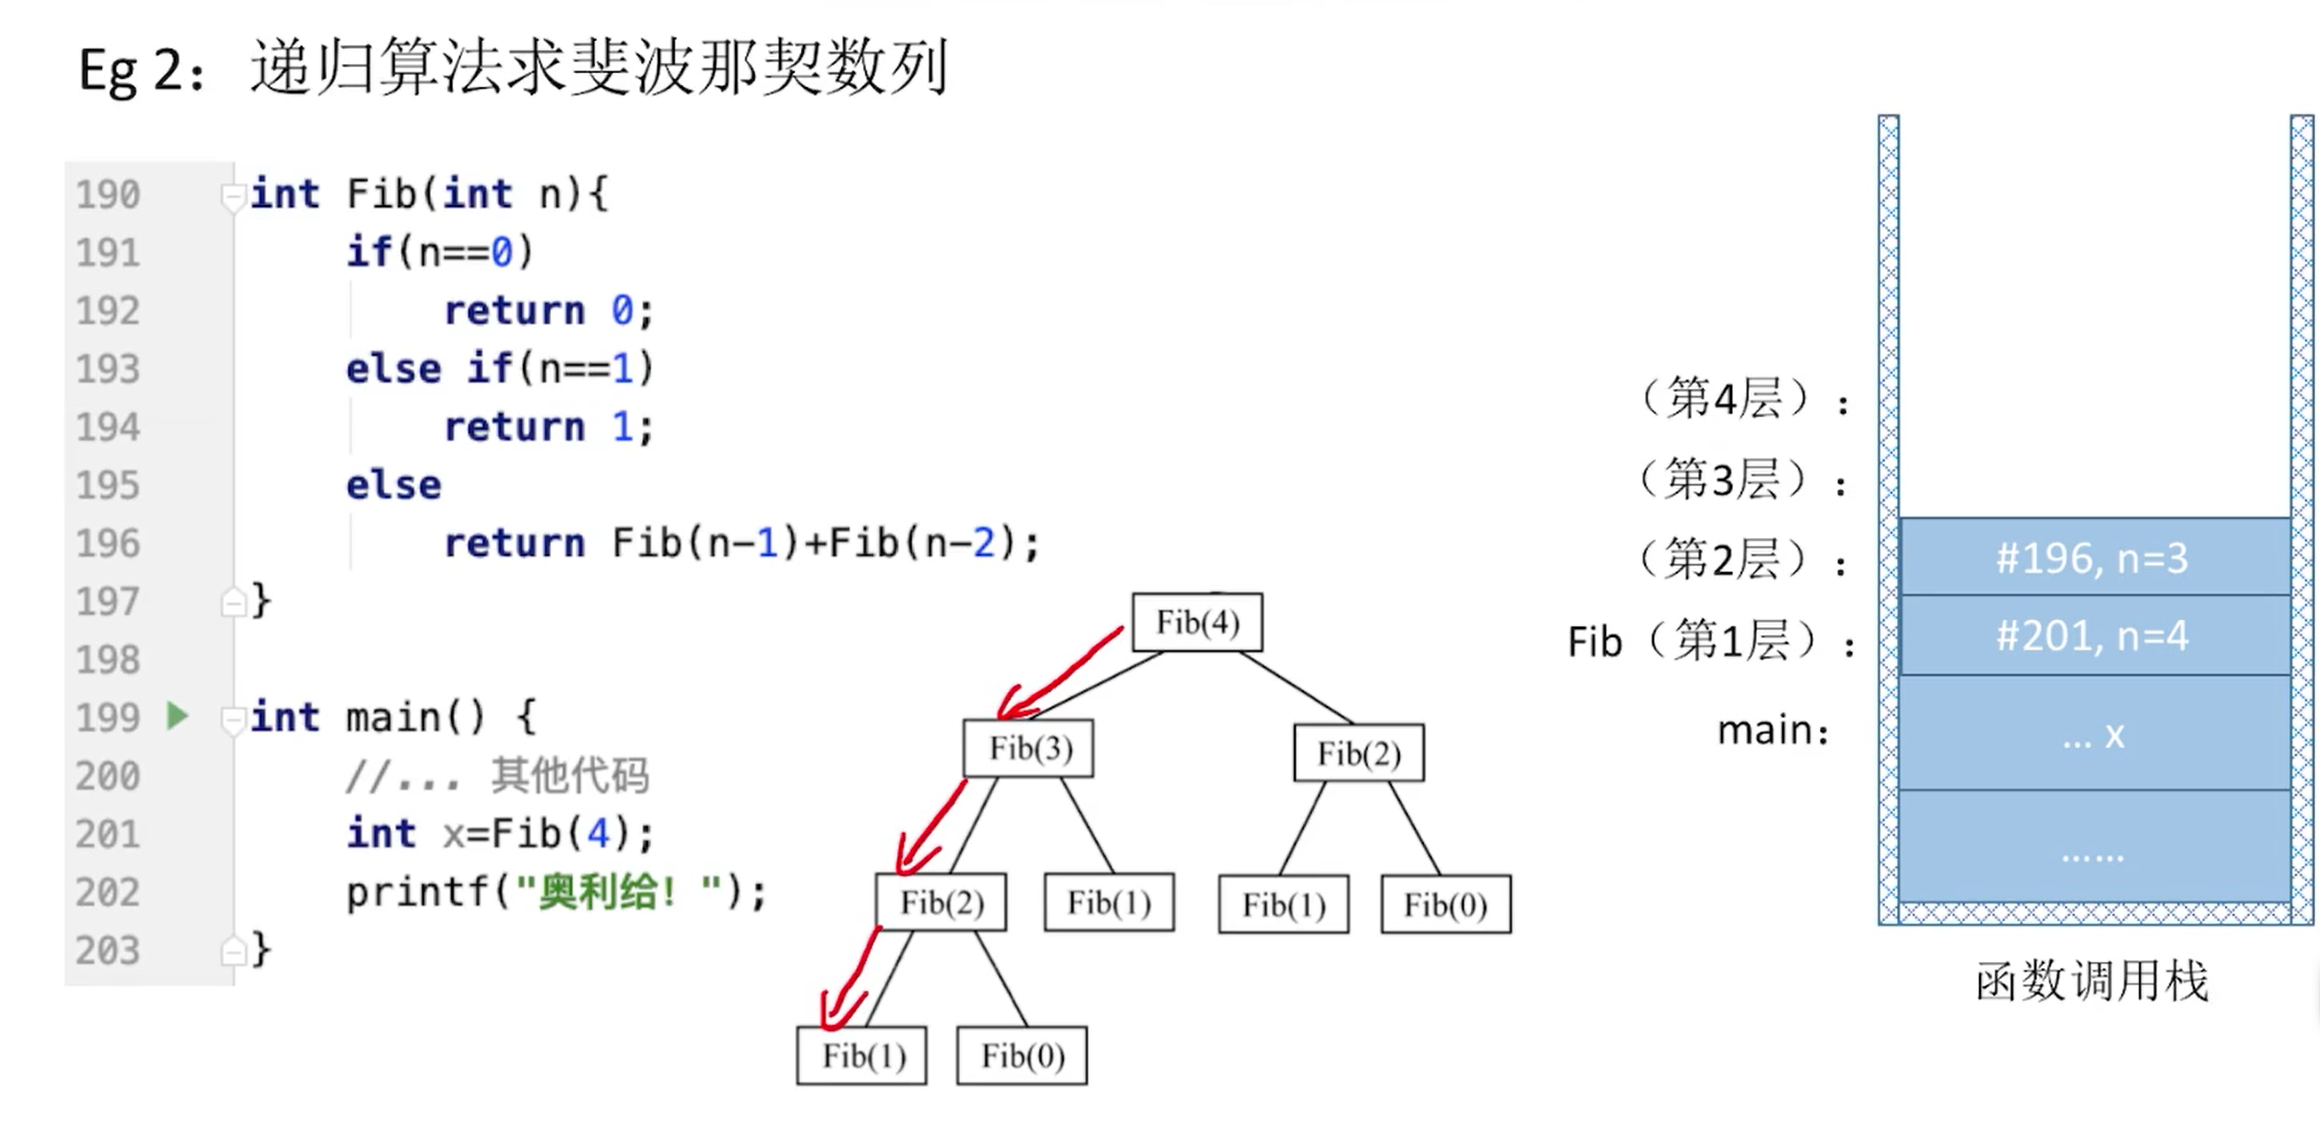 Eg 2：递归算法求斐波那契数列
190 int Fib(int n){
191 if(n==0)
192 return 0;
193 else if(n==1)
194 return 1;
195 else
196 return Fib(n-1)+Fib(n-2);
197 }
198
199 int main() {
200 //... 其他代码
201 int x=Fib(4);
202 printf("奥利给！");
203 }
Fib(4)
Fib(3)
Fib(2)
Fib(2)
Fib(1)
Fib(1)
Fib(0)
Fib(1)
Fib(0)
（第4层）：
（第3层）：
（第2层）： #196, n=3
Fib（第1层）： #201, n=4
main： ... x
……
函数调用栈